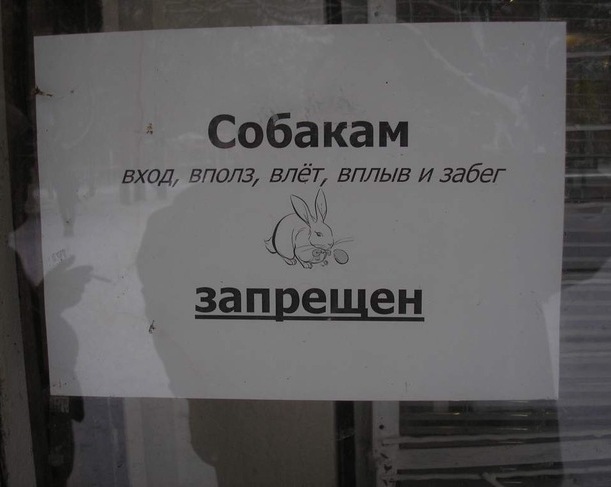 Собакам
вход, вполз, влёт, вплыв и забег
запрещен